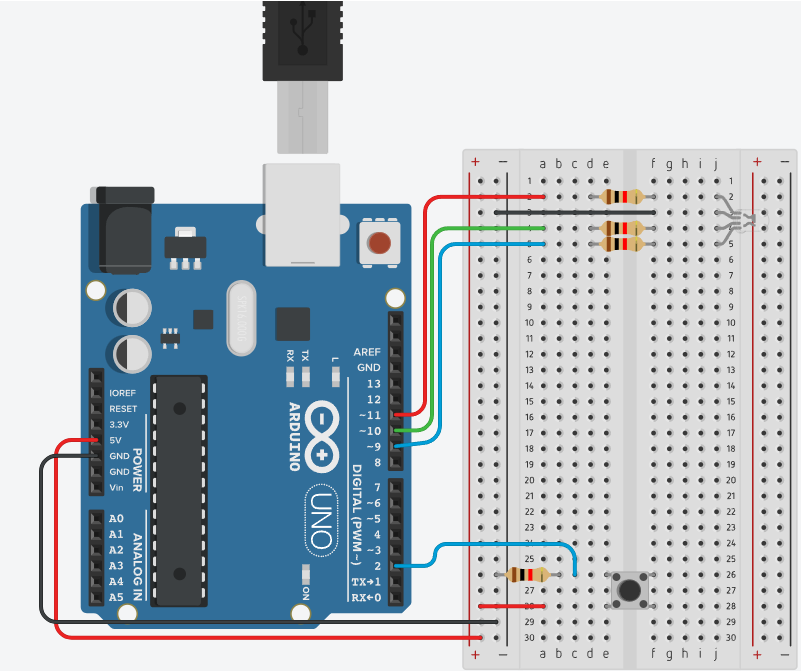 + − a b c d e f g h i j + −
1 1
2 2
3 3
4 4
5 5
6 6
7 7
8 8
9 9
10 10
11 11
12 12
13 13
14 14
15 15
16 16
17 17
18 18
19 19
20 20
21 21
22 22
23 23
24 24
25 25
26 26
27 27
28 28
29 29
30 30
+ − a b c d e f g h i j + −
AREF
GND
13
12
~11
~10
~9
8
7
~6
~5
4
~3
2
TX→1
RX←0
DIGITAL (PWM~)
RX
TX
L
ARDUINO
UNO
ON
IOREF
RESET
3.3V
5V
GND
GND
Vin
POWER
A0
A1
A2
A3
A4
A5
ANALOG IN